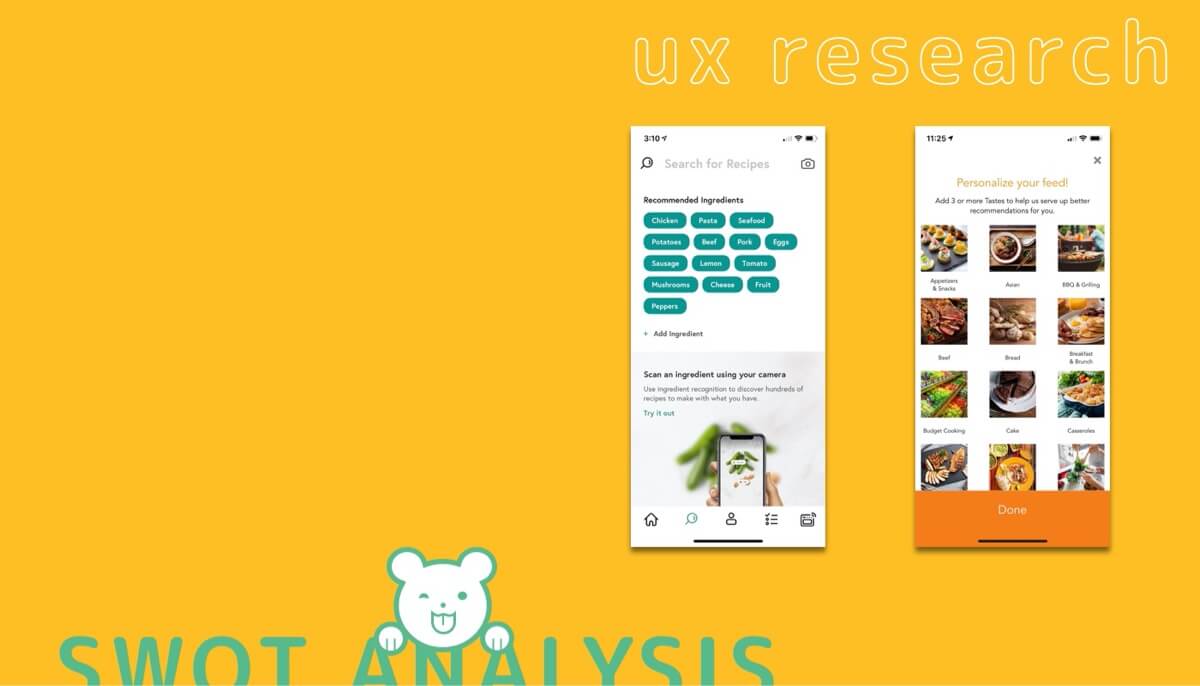 ux research
3:10
Search for Recipes
Recommended Ingredients
Chicken Pasta Seafood
Potatoes Beef Pork Eggs
Sausage Lemon Tomato
Mushrooms Cheese Fruit
Peppers
+ Add Ingredient
Scan an ingredient using your camera
Use ingredient recognition to discover hundreds of
recipes to make with what you have.
Try it out
11:25
Personalize your feed!
Add 3 or more Tastes to help us serve up better
recommendations for you.
Appetizers
& Snacks
Asian
BBQ & Grilling
Beef
Bread
Breakfast
& Brunch
Budget Cooking
Cake
Casseroles
Done
SWOT ANALYSIS